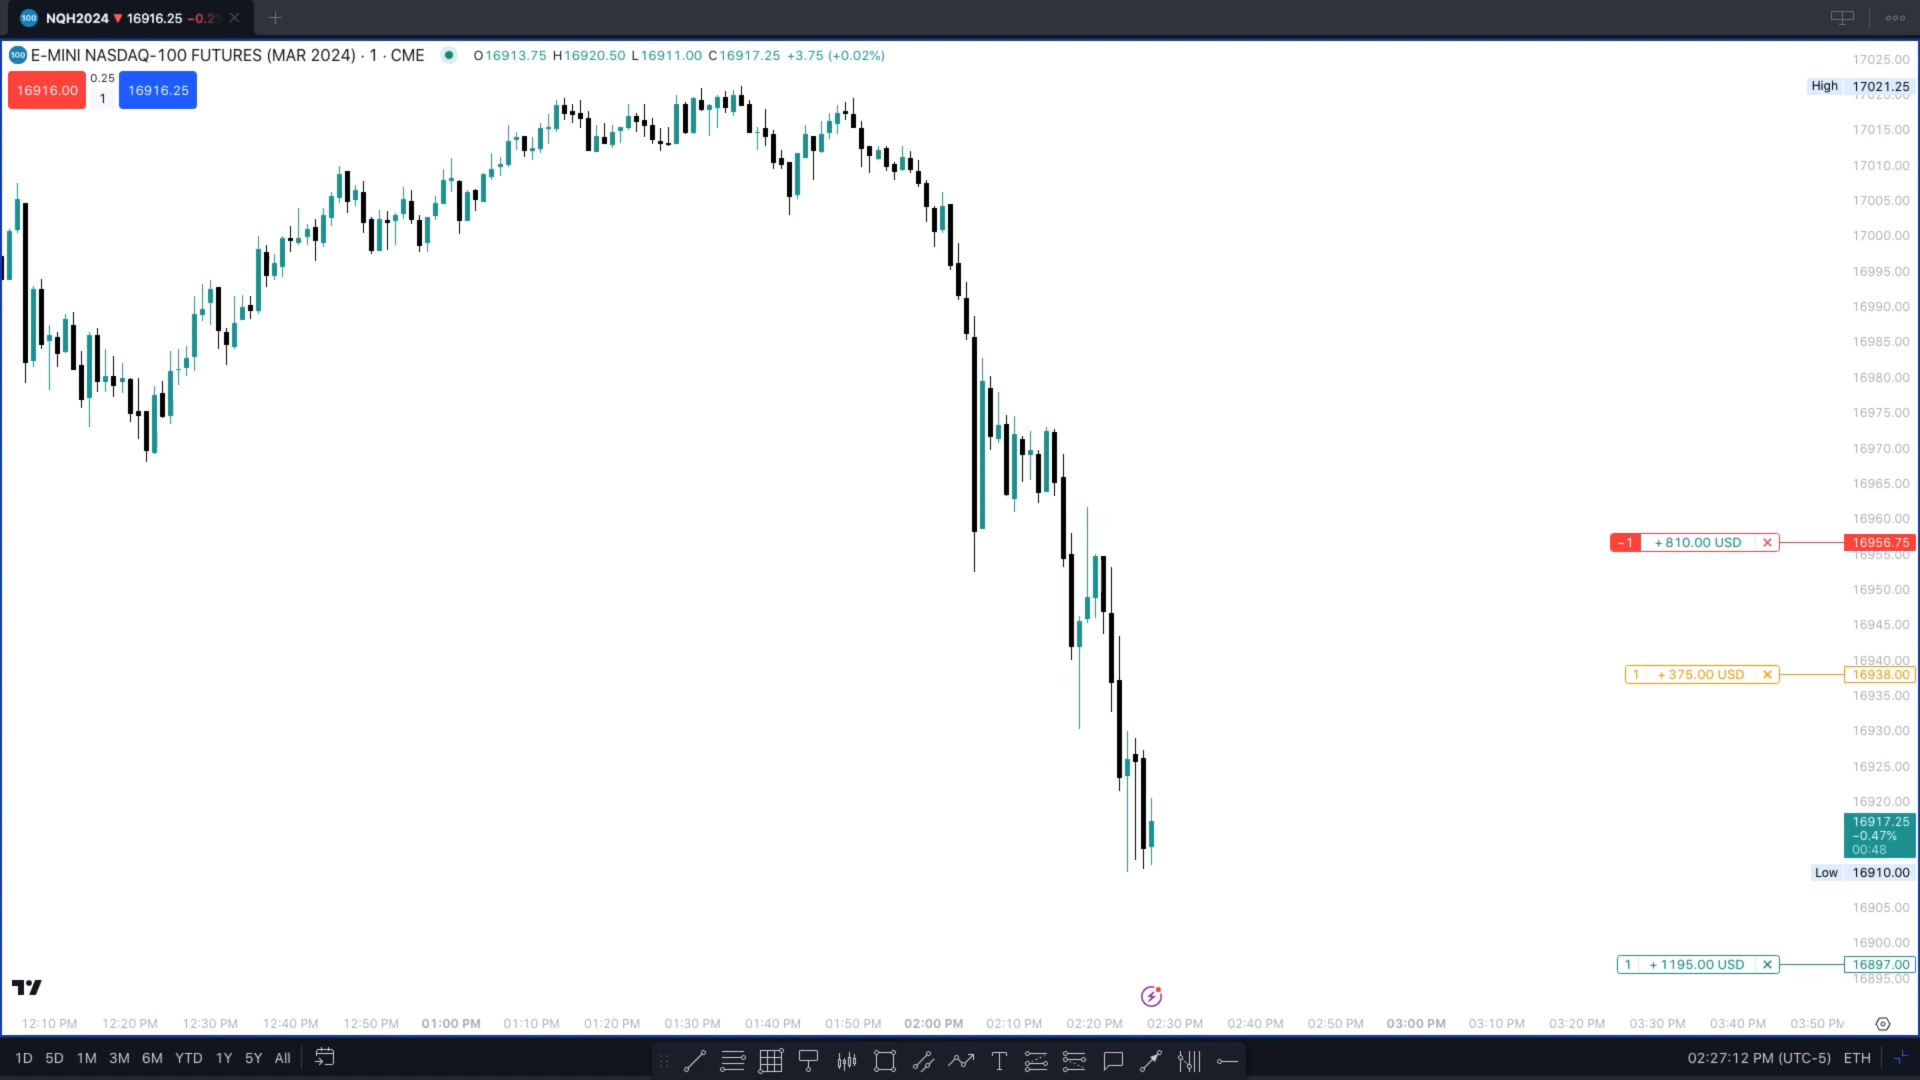 NQH2024 ▼ 16916.25 −0.2
E-MINI NASDAQ-100 FUTURES (MAR 2024) · 1 · CME O16913.75 H16920.50 L16911.00 C16917.25 +3.75 (+0.02%)
16916.00 0.25 1 16916.25
17025.00
High 17021.25
17020.00
17015.00
17010.00
17005.00
17000.00
16995.00
16990.00
16985.00
16980.00
16975.00
16970.00
16965.00
16960.00
−1 +810.00 USD × 16956.75
16955.00
16950.00
16945.00
16940.00
1 +375.00 USD × 16938.00
16935.00
16930.00
16925.00
16920.00
16917.25
−0.47%
00:48
Low 16910.00
16905.00
16900.00
1 +1195.00 USD × 16897.00
16895.00
12:10 PM 12:20 PM 12:30 PM 12:40 PM 12:50 PM 01:00 PM 01:10 PM 01:20 PM 01:30 PM 01:40 PM 01:50 PM 02:00 PM 02:10 PM 02:20 PM 02:30 PM 02:40 PM 02:50 PM 03:00 PM 03:10 PM 03:20 PM 03:30 PM 03:40 PM 03:50 PM
1D 5D 1M 3M 6M YTD 1Y 5Y All 02:27:12 PM (UTC-5) ETH